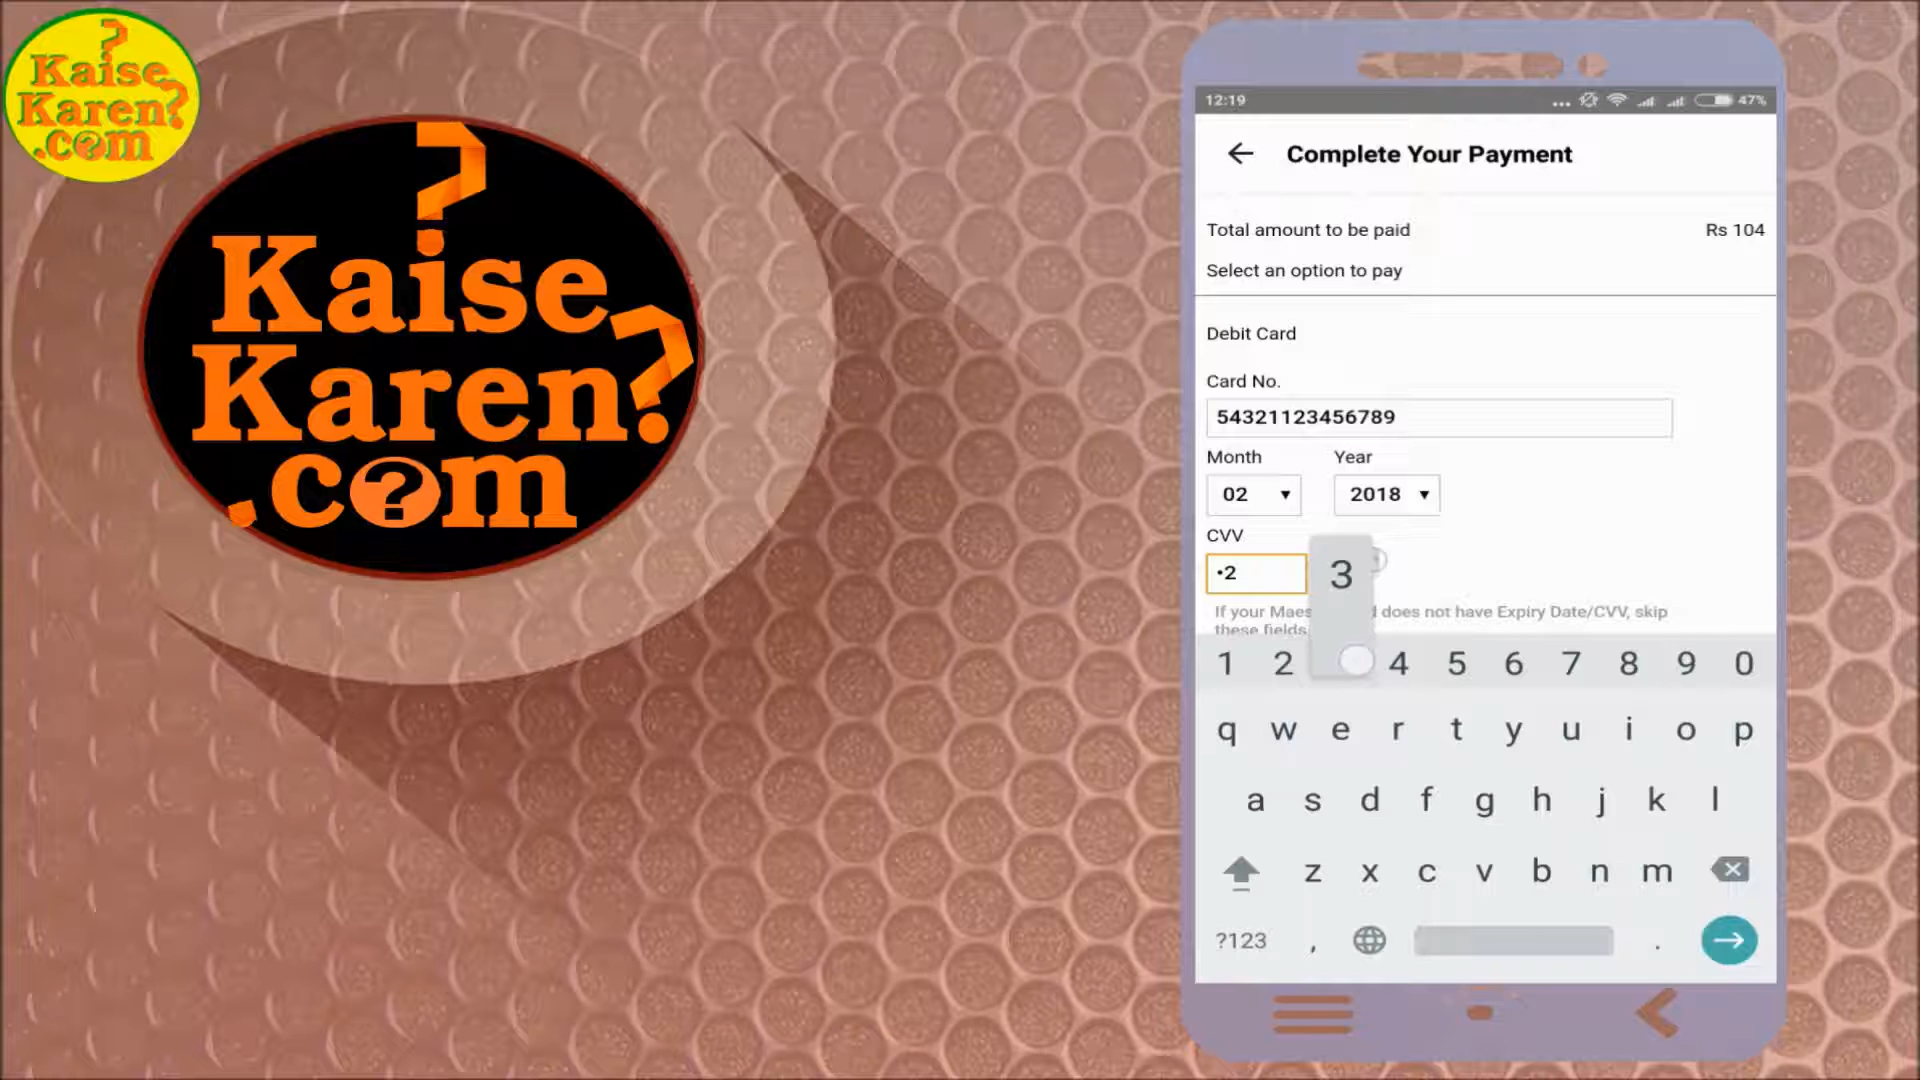 ?
Kaise
Karen?
.c?m
?
Kaise
Karen?
.c?m
12:19
47%
Complete Your Payment
Total amount to be paid Rs 104
Select an option to pay
Debit Card
Card No.
54321123456789
Month Year
02 2018
CVV
•2
3
If your Maes does not have Expiry Date/CVV, skip
these fields
1 2 4 5 6 7 8 9 0
q w e r t y u i o p
a s d f g h j k l
z x c v b n m
?123 , .